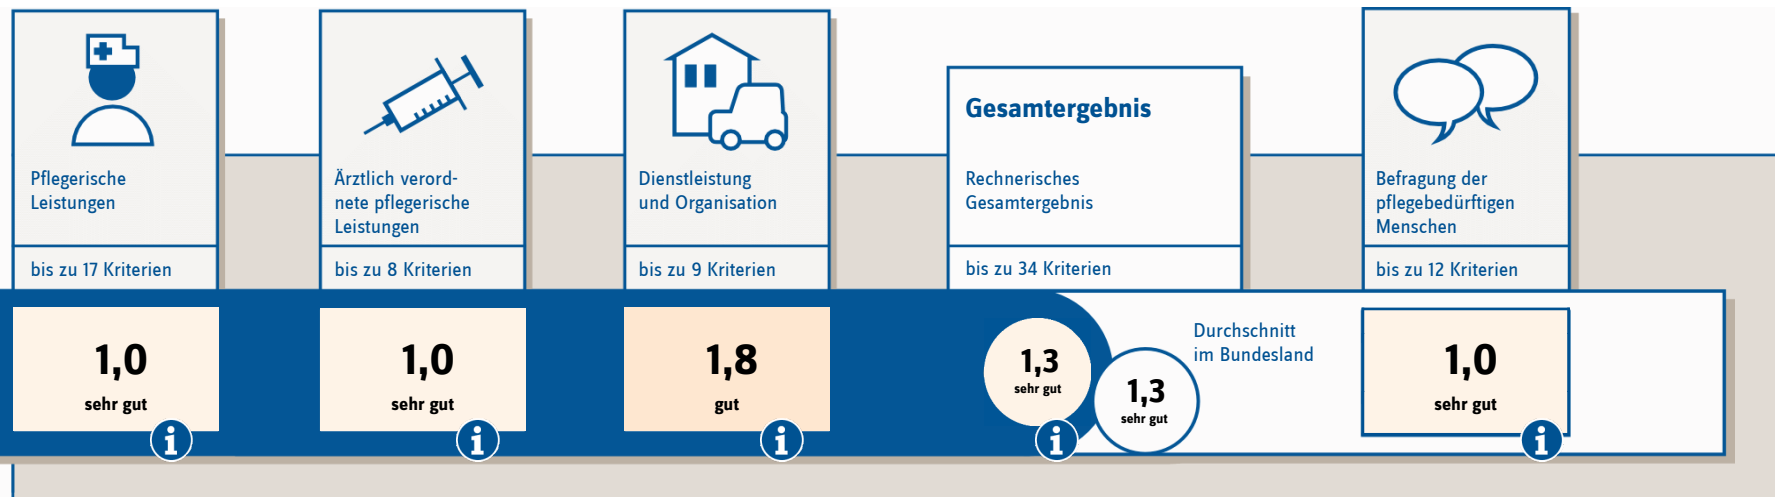 Pflegerische
Leistungen
bis zu 17 Kriterien
1,0
sehr gut
i
Ärztlich verord-
nete pflegerische
Leistungen
bis zu 8 Kriterien
1,0
sehr gut
i
Dienstleistung
und Organisation
bis zu 9 Kriterien
1,8
gut
i
Gesamtergebnis
Rechnerisches
Gesamtergebnis
bis zu 34 Kriterien
1,3
sehr gut
i
1,3
sehr gut
Durchschnitt
im Bundesland
Befragung der
pflegebedürftigen
Menschen
bis zu 12 Kriterien
1,0
sehr gut
i